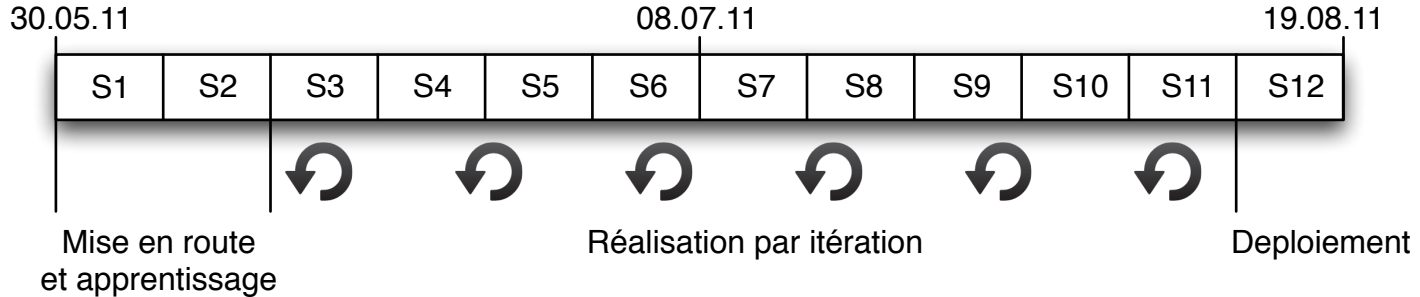 30.05.11 08.07.11 19.08.11
S1 S2 S3 S4 S5 S6 S7 S8 S9 S10 S11 S12
Mise en route
et apprentissage
Réalisation par itération
Deploiement